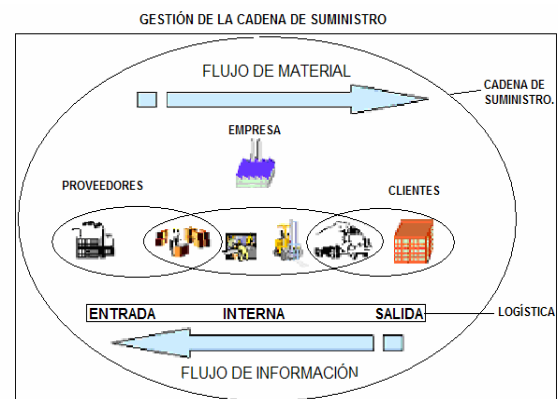 GESTIÓN DE LA CADENA DE SUMINISTRO
FLUJO DE MATERIAL
CADENA DE
SUMINISTRO.
EMPRESA
PROVEEDORES
CLIENTES
ENTRADA INTERNA SALIDA
LOGÍSTICA
FLUJO DE INFORMACIÓN